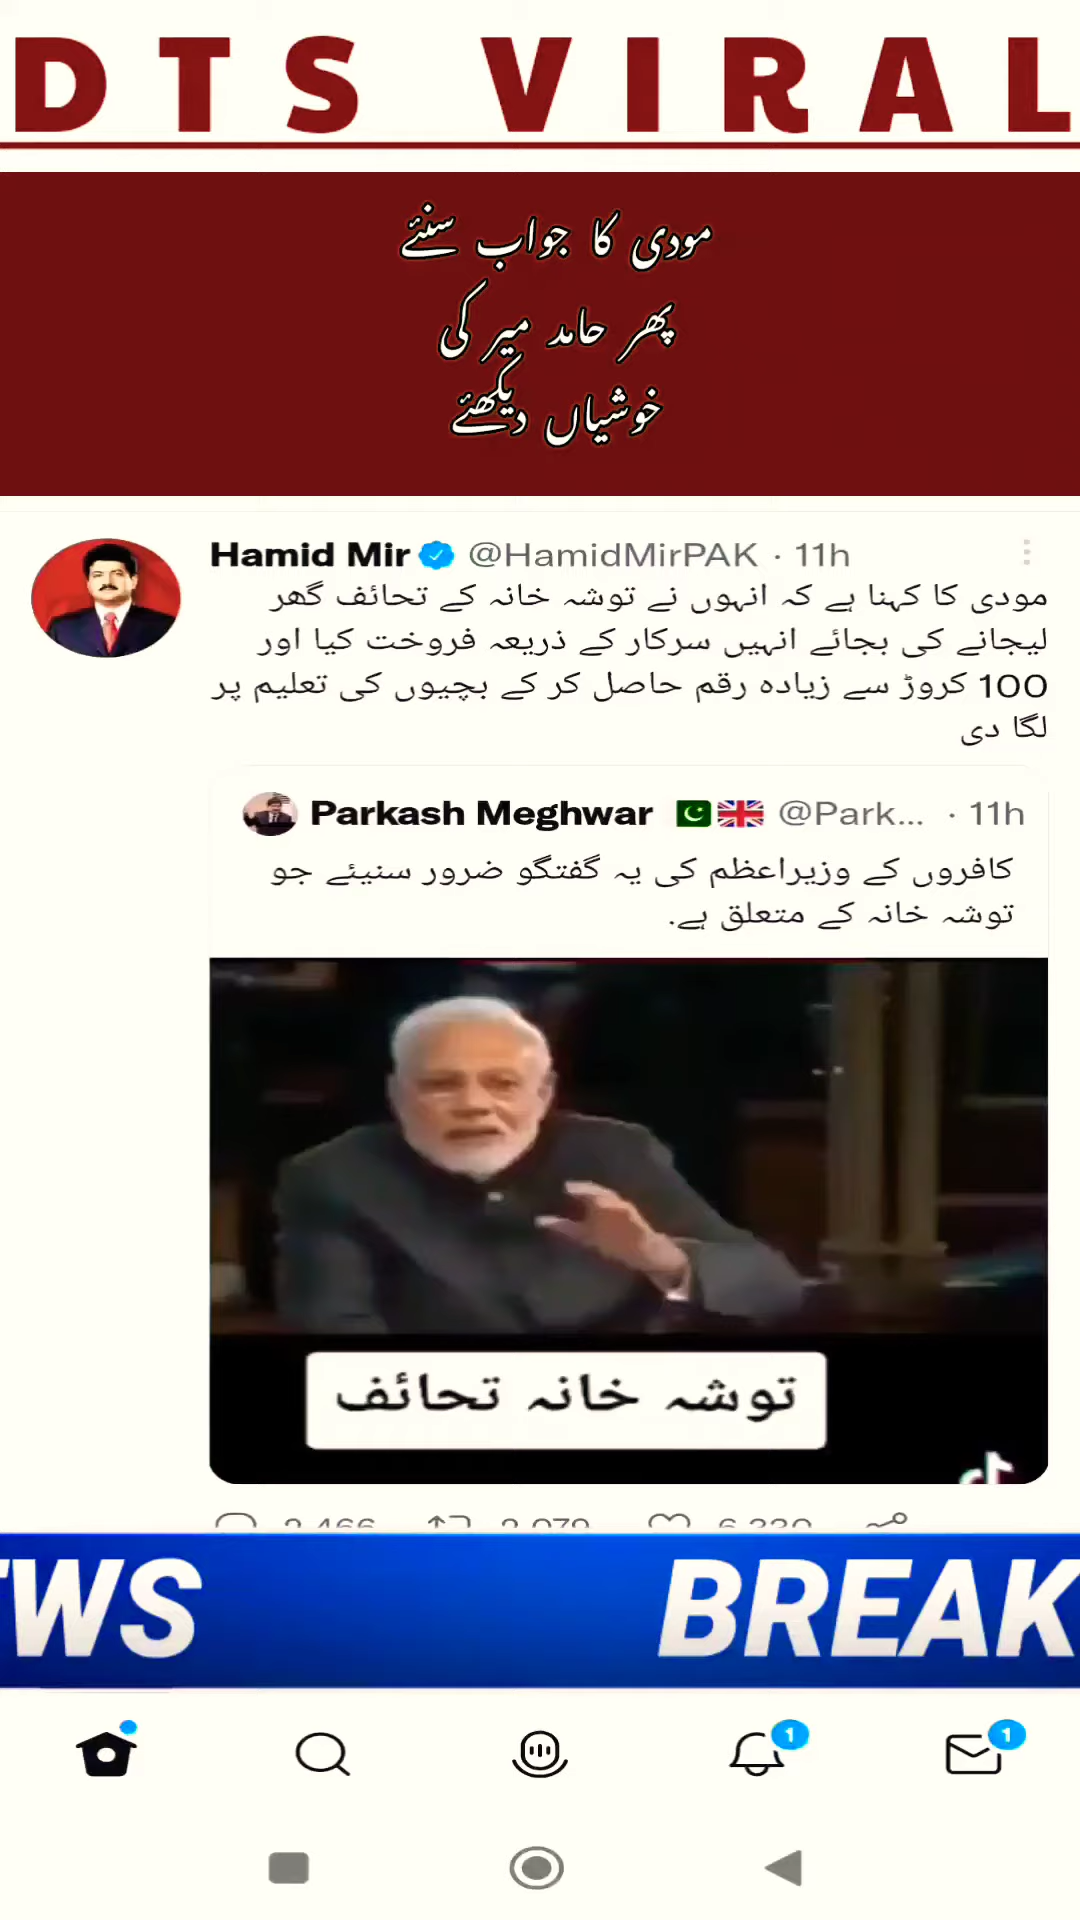 DTS VIRAL
مودی کا جواب سنئے
پھر حامد میر کی
خوشیاں دیکھئے
Hamid Mir @HamidMirPAK · 11h
مودی کا کہنا ہے کہ انہوں نے توشہ خانہ کے تحائف گھر
لیجانے کی بجائے انہیں سرکار کے ذریعہ فروخت کیا اور
100 کروڑ سے زیادہ رقم حاصل کر کے بچیوں کی تعلیم پر
لگا دی
Parkash Meghwar @Park... · 11h
کافروں کے وزیراعظم کی یہ گفتگو ضرور سنیئے جو
توشہ خانہ کے متعلق ہے.
توشہ خانہ تحائف
WS BREAK
1 1